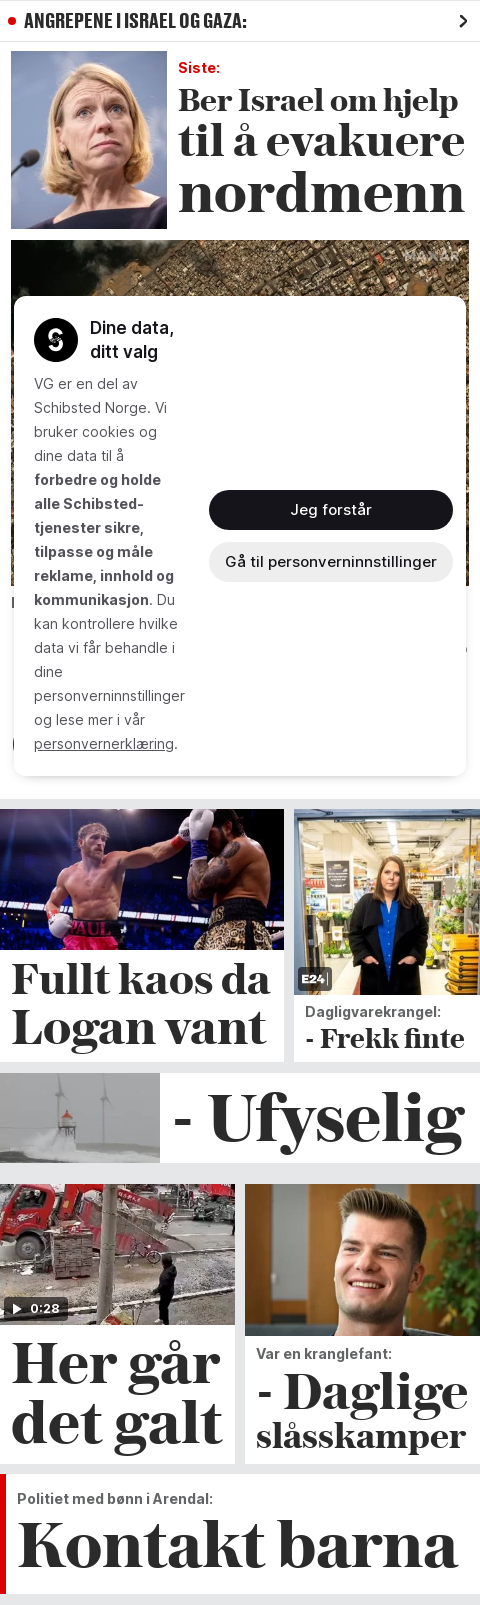 ANGREPENE I ISRAEL OG GAZA:
Siste:
Ber Israel om hjelp
til å evakuere
nordmenn
MAXAR
Dine data,
ditt valg
VG er en del av
Schibsted Norge. Vi
bruker cookies og
dine data til å
forbedre og holde
alle Schibsted-
tjenester sikre,
tilpasse og måle
reklame, innhold og
kommunikasjon. Du
kan kontrollere hvilke
data vi får behandle i
dine
personverninnstillinger
og lese mer i vår
personvernerklæring.
Jeg forstår
Gå til personverninnstillinger
PAUL
Fullt kaos da
Logan vant
E24
Dagligvarekrangel:
- Frekk finte
- Ufyselig
0:28
Her går
det galt
Var en kranglefant:
- Daglige
slåsskamper
Politiet med bønn i Arendal:
Kontakt barna